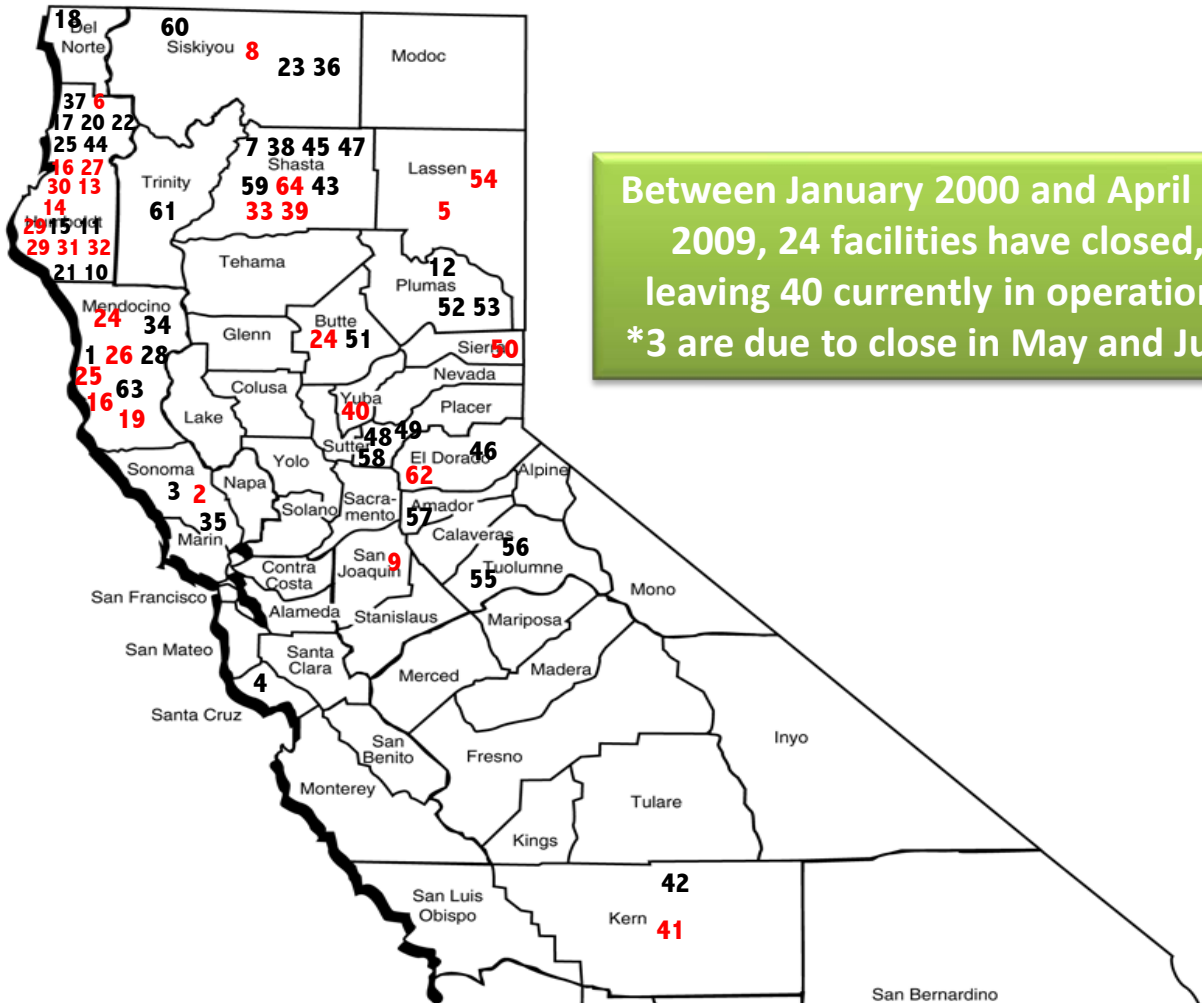 18
Del
Norte
60
Siskiyou 8
23 36
Modoc
37 6
17 20 22
25 44
16 27
30 13
14
Humboldt
29 15 11
29 31 32
21 10
Trinity
61
7 38 45 47
Shasta
59 64 43
33 39
Lassen 54
5
Between January 2000 and April
2009, 24 facilities have closed,
leaving 40 currently in operation
*3 are due to close in May and Ju
Tehama
12
Plumas
52 53
Mendocino
24 34
1 26 28
25
63
16
19
Glenn
Butte
24 51
Sierra 50
Nevada
Colusa
Yuba
40
Placer
Lake
Sutter 48 49
58
El Dorado 46
62
Alpine
Sonoma
3 2
35
Napa
Yolo
Solano
Sacra-
mento
Amador
57
Calaveras
Marin
56
Tuolumne
55
Contra
Costa
San
Joaquin 9
Mono
San Francisco
Alameda
Stanislaus
Mariposa
San Mateo
Santa
Clara
Merced
Madera
4
Santa Cruz
San
Benito
Fresno
Inyo
Monterey
Tulare
Kings
42
San Luis
Obispo
Kern 41
San Bernardino